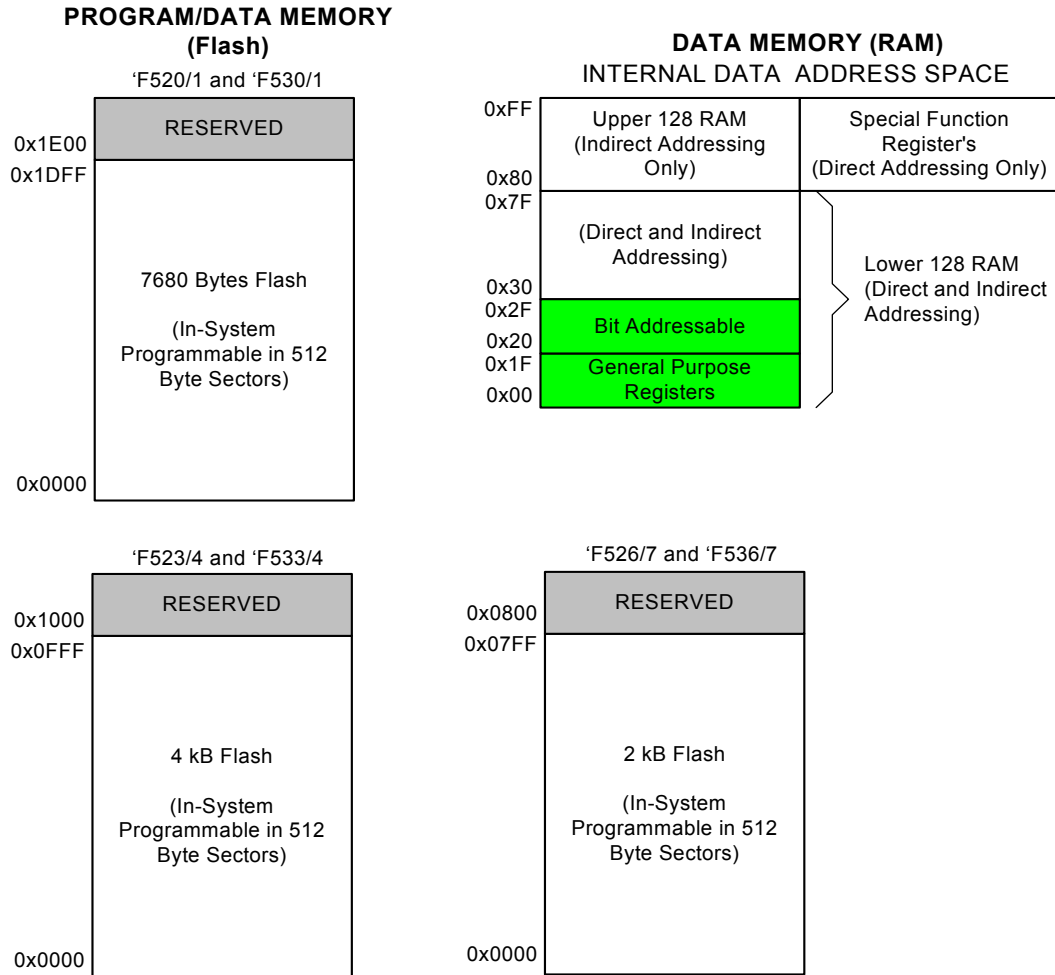 PROGRAM/DATA MEMORY
(Flash)
‘F520/1 and ‘F530/1
RESERVED
0x1E00
0x1DFF
7680 Bytes Flash
(In-System
Programmable in 512
Byte Sectors)
0x0000
DATA MEMORY (RAM)
INTERNAL DATA ADDRESS SPACE
0xFF
Upper 128 RAM
(Indirect Addressing
Only)
Special Function
Register's
(Direct Addressing Only)
0x80
0x7F
(Direct and Indirect
Addressing)
Lower 128 RAM
(Direct and Indirect
Addressing)
0x30
0x2F
Bit Addressable
0x20
0x1F
General Purpose
Registers
0x00
‘F523/4 and ‘F533/4
RESERVED
0x1000
0x0FFF
4 kB Flash
(In-System
Programmable in 512
Byte Sectors)
0x0000
‘F526/7 and ‘F536/7
RESERVED
0x0800
0x07FF
2 kB Flash
(In-System
Programmable in 512
Byte Sectors)
0x0000